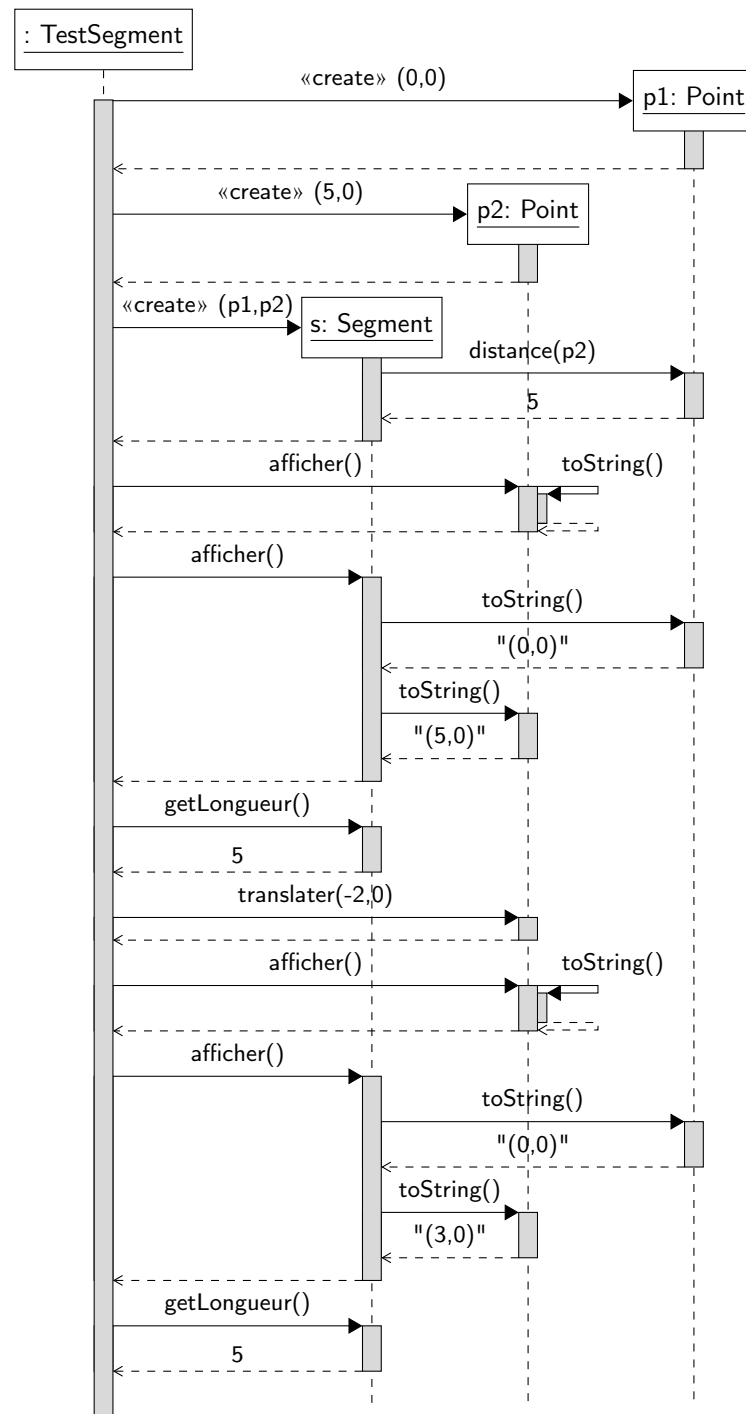 : TestSegment
«create» (0,0)
p1: Point
«create» (5,0)
p2: Point
«create» (p1,p2)
s: Segment
distance(p2)
5
afficher()
toString()
afficher()
toString()
"(0,0)"
toString()
"(5,0)"
getLongueur()
5
translater(-2,0)
afficher()
toString()
afficher()
toString()
"(0,0)"
toString()
"(3,0)"
getLongueur()
5